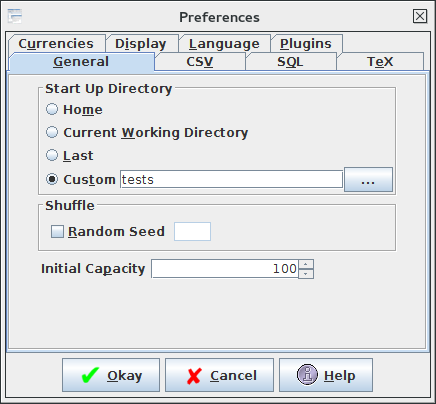 Preferences
Currencies Display Language Plugins
General CSV SQL TeX
Start Up Directory
Home
Current Working Directory
Last
Custom tests ...
Shuffle
Random Seed
Initial Capacity 100
Okay Cancel Help